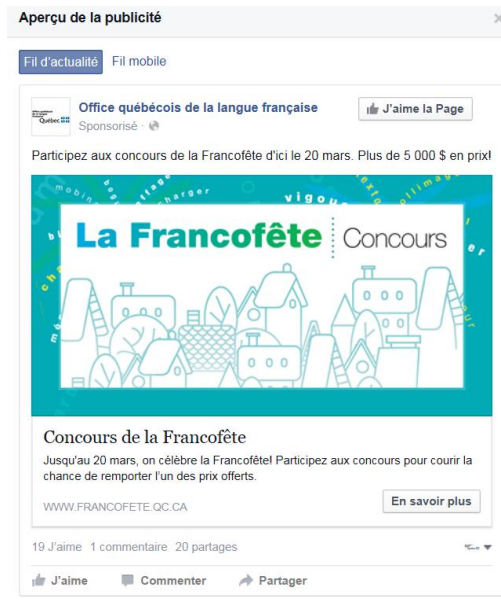 Aperçu de la publicité
Fil d'actualité Fil mobile
Québec
Office québécois de la langue française
J'aime la Page
Sponsorisé ·
Participez aux concours de la Francofête d'ici le 20 mars. Plus de 5 000 $ en prix!
La Francofête Concours
Concours de la Francofête
Jusqu'au 20 mars, on célèbre la Francofête! Participez aux concours pour courir la
chance de remporter l'un des prix offerts.
WWW.FRANCOFETE.QC.CA
En savoir plus
19 J'aime 1 commentaire 20 partages
J'aime Commenter Partager